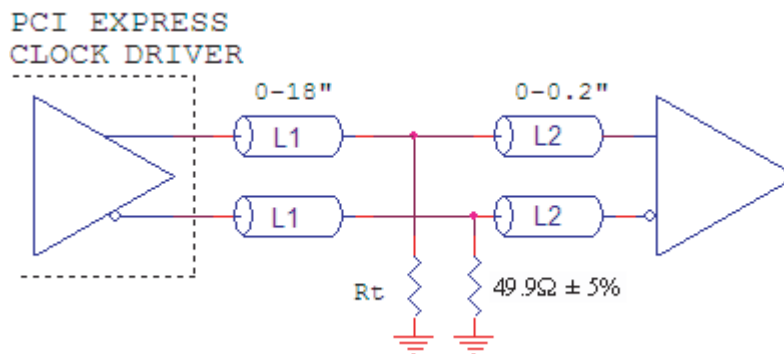 PCI EXPRESS
CLOCK DRIVER
0-18"
0-0.2"
L1
L2
L1
L2
Rt
49.9Ω ± 5%